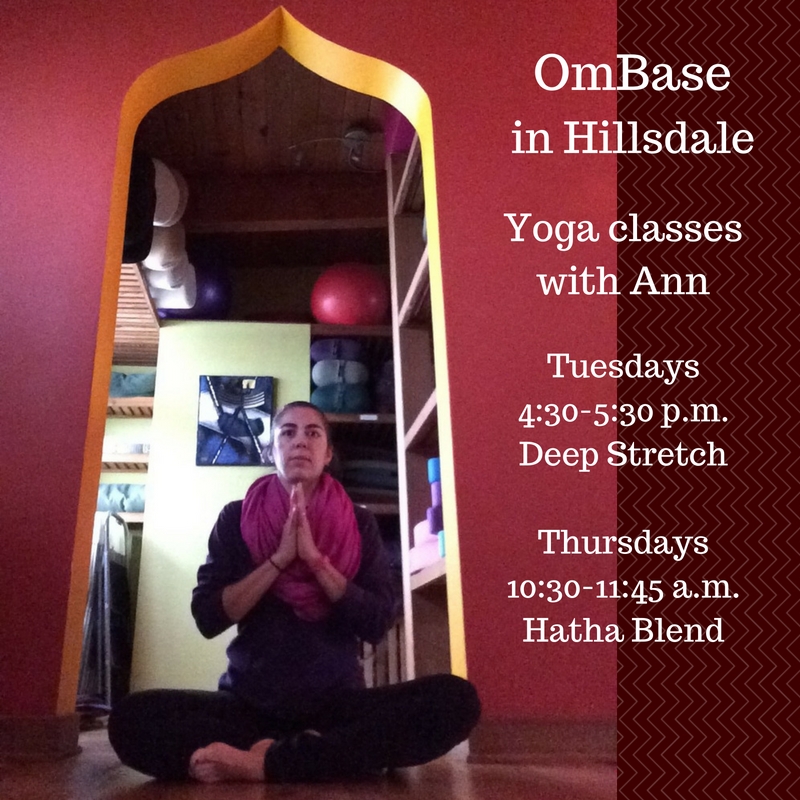 OmBase
in Hillsdale
Yoga classes
with Ann
Tuesdays
4:30-5:30 p.m.
Deep Stretch
Thursdays
10:30-11:45 a.m.
Hatha Blend